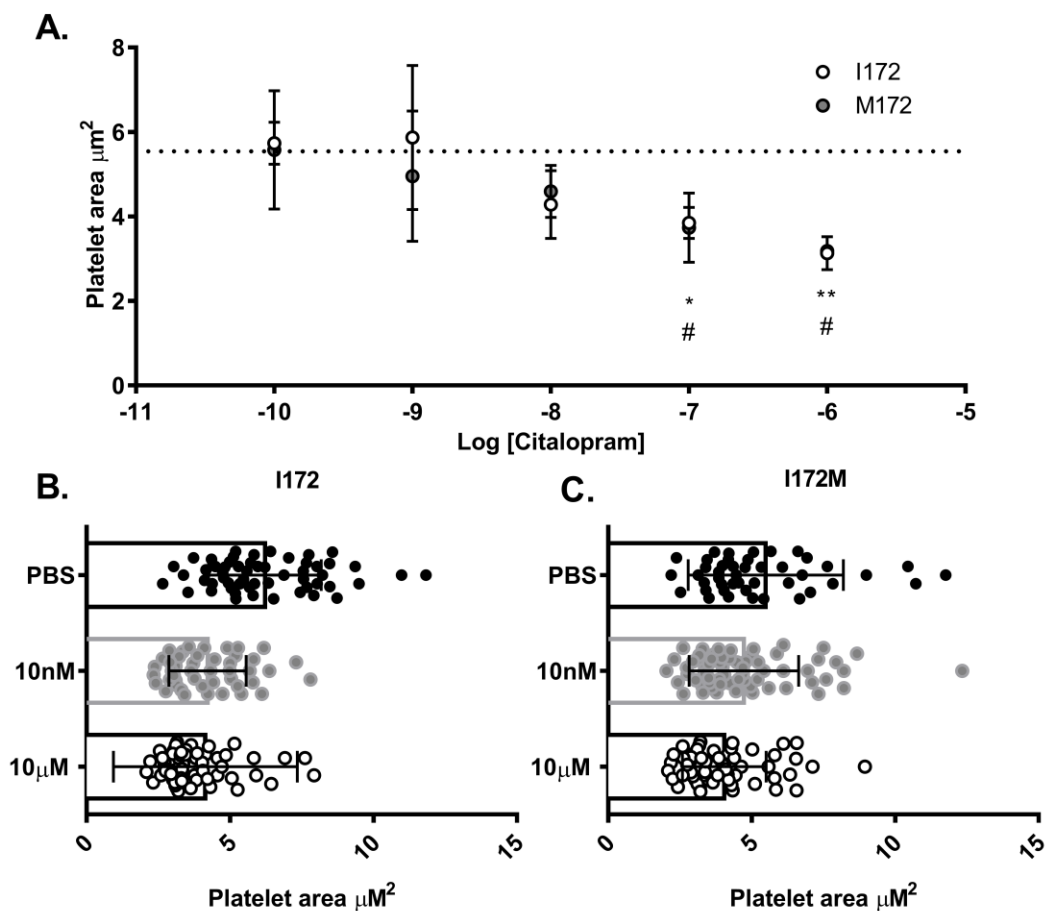 A.
8
6
4
2
0
Platelet area μm²
I172
M172
* **
# #
-11 -10 -9 -8 -7 -6 -5
Log [Citalopram]
B. I172
PBS
10nM
10μM
0 5 10 15
Platelet area μM²
C. I172M
PBS
10nM
10μM
0 5 10 15
Platelet area μM²